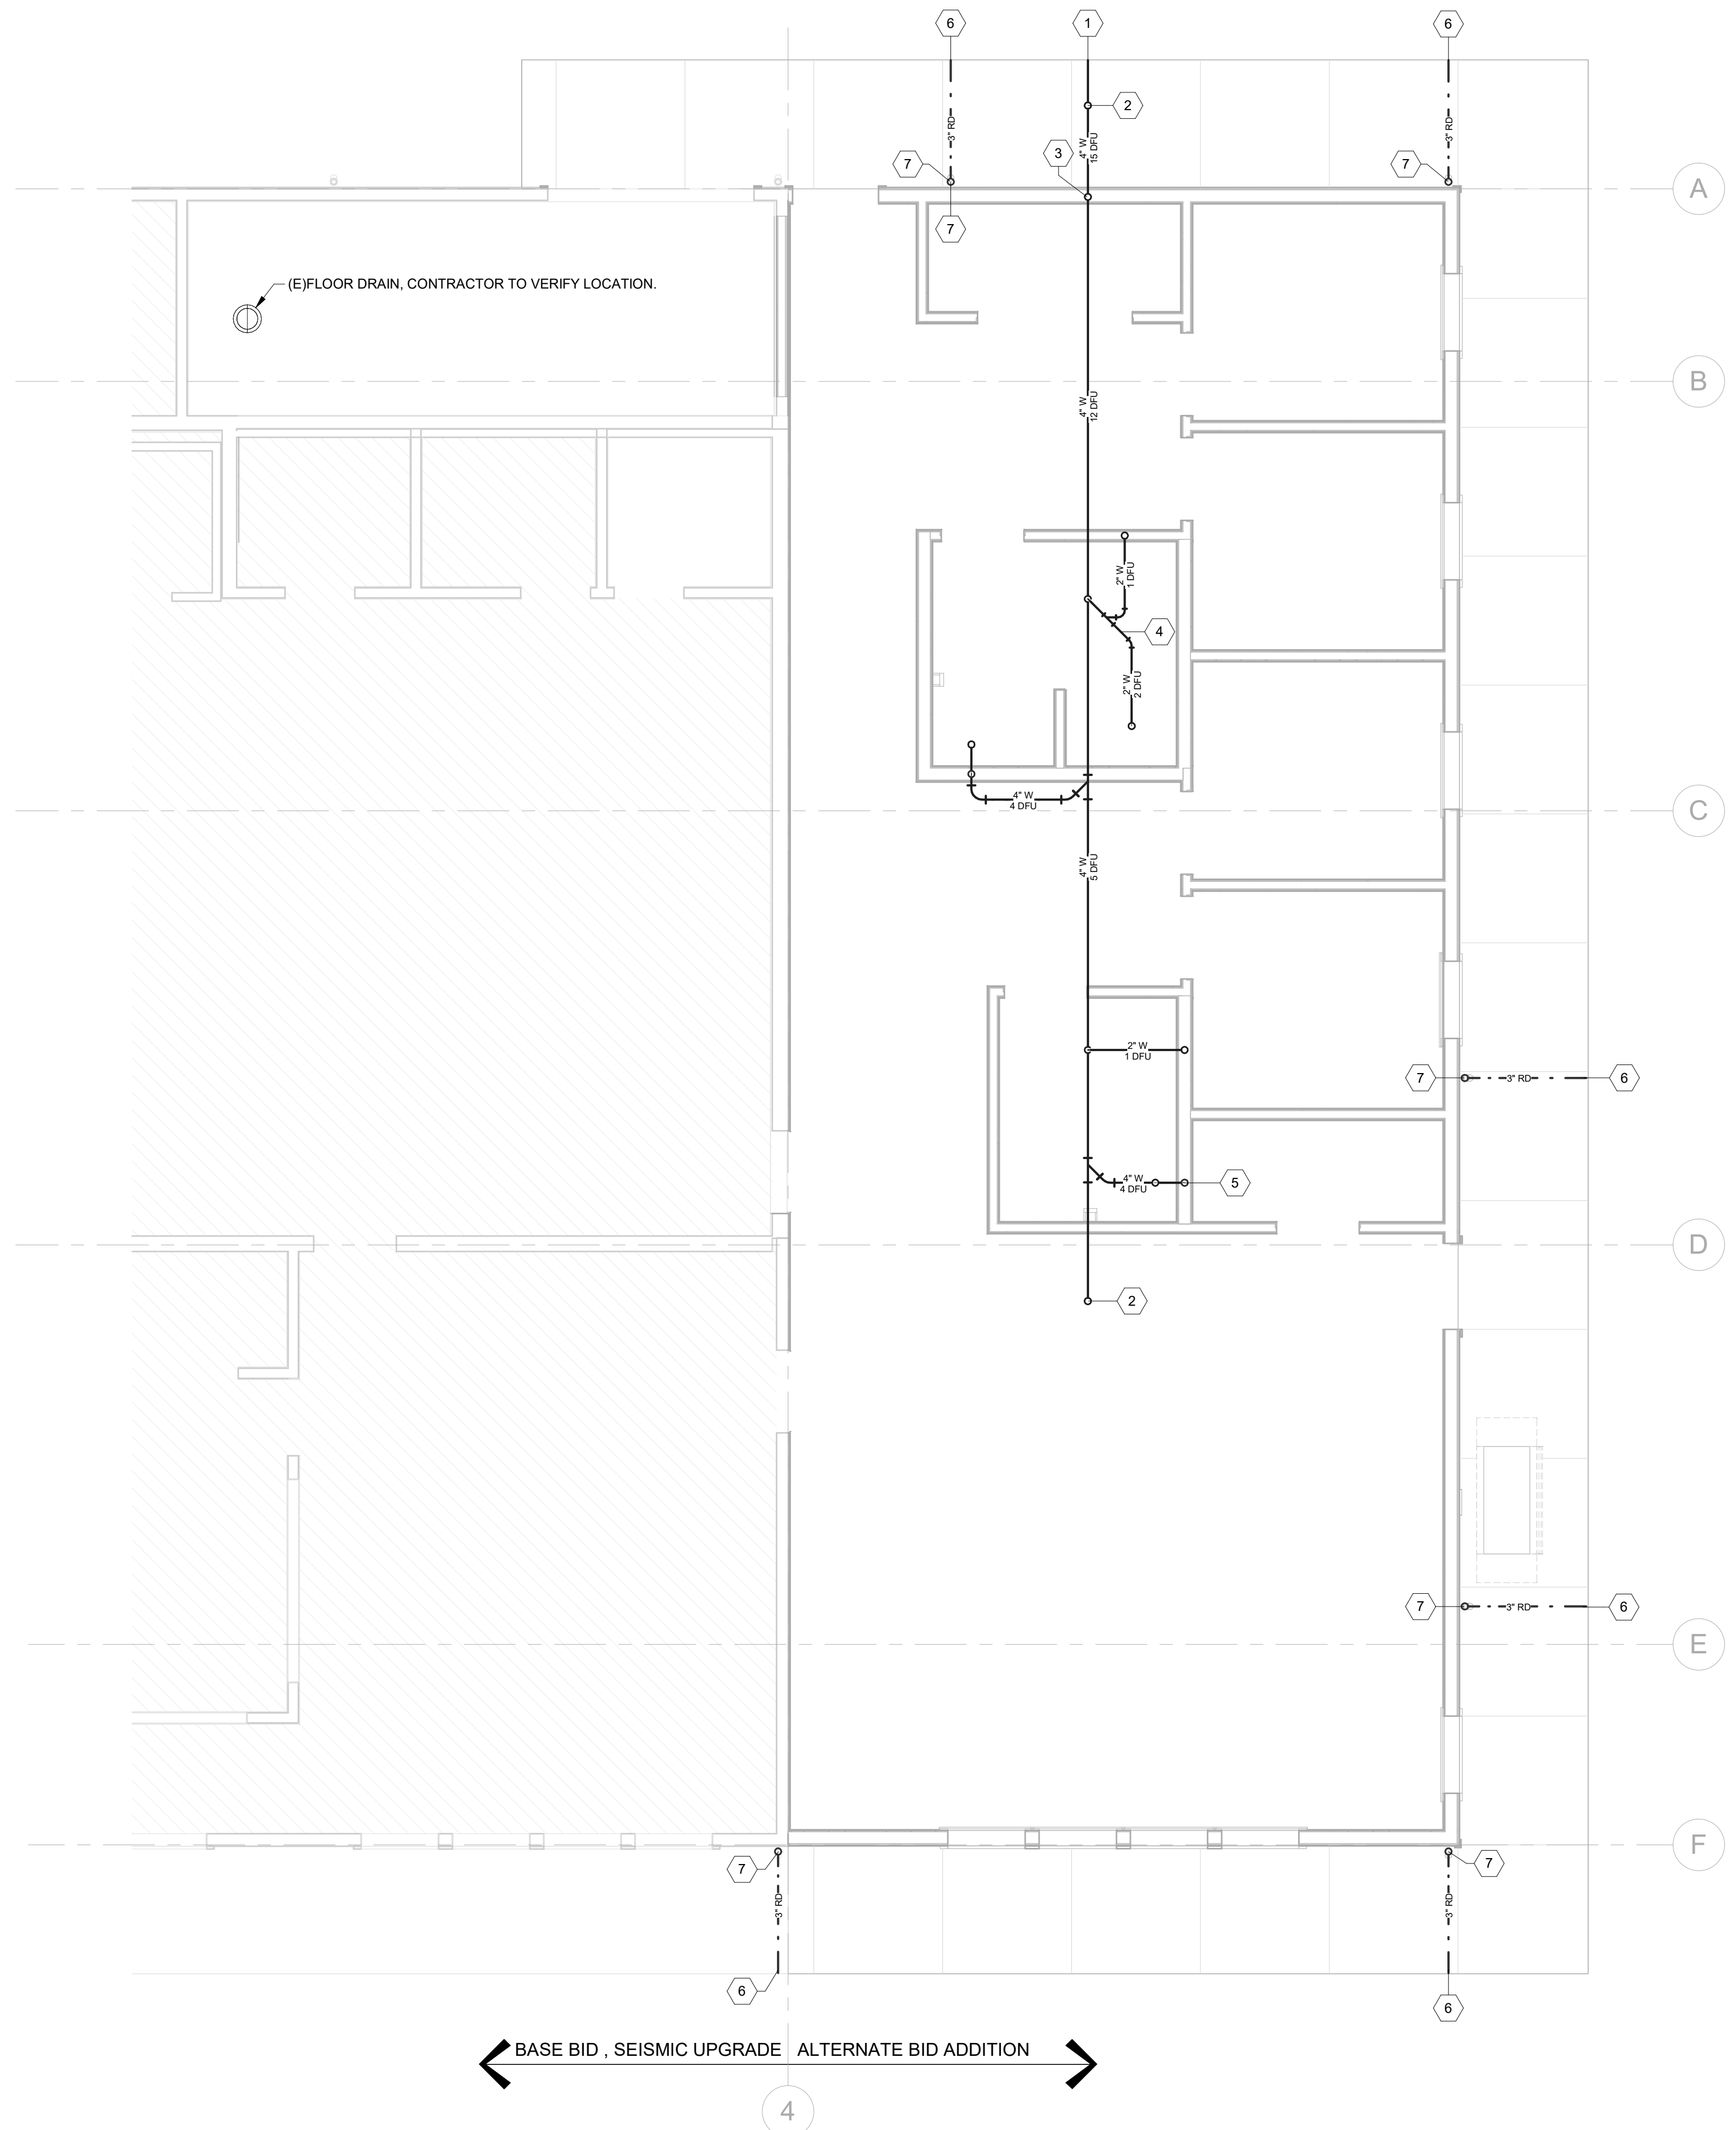 6
1
6
2
3" RD
4" W
15 DFU
3" RD
3
7
7
A
7
(E)FLOOR DRAIN, CONTRACTOR TO VERIFY LOCATION.
B
4" W
12 DFU
2" W
1 DFU
4
2" W
2 DFU
4" W
4 DFU
C
4" W
5 DFU
2" W
1 DFU
7
3" RD
6
4" W
4 DFU
5
D
2
7
3" RD
6
E
F
7
7
3" RD
3" RD
6
6
BASE BID , SEISMIC UPGRADE
ALTERNATE BID ADDITION
4